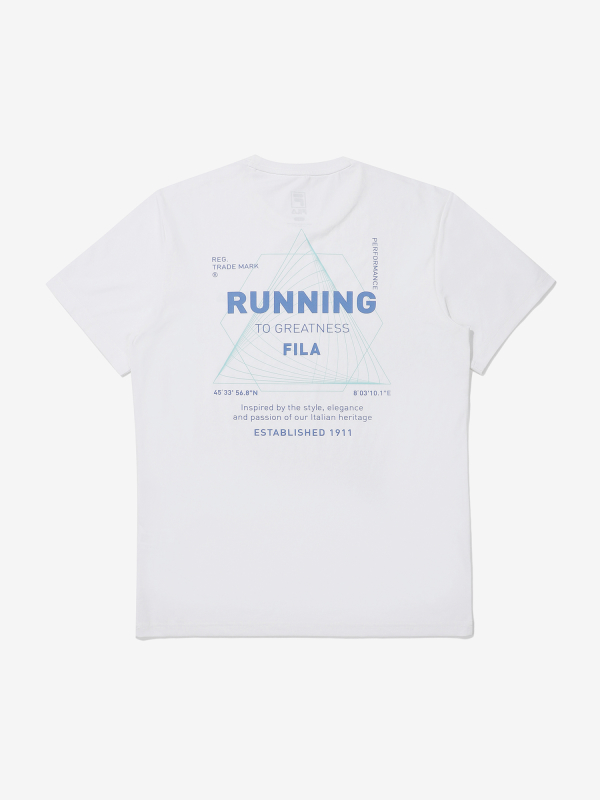 REG.
TRADE MARK
®
PERFORMANCE
RUNNING
TO GREATNESS
FILA
45°33' 56.8"N
8°03'10.1"E
Inspired by the style, elegance
and passion of our Italian heritage
ESTABLISHED 1911